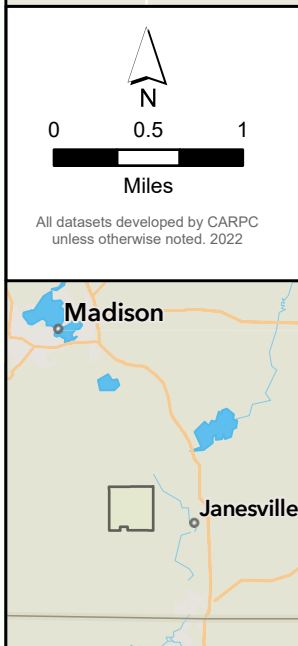 N
0 0.5 1
Miles
All datasets developed by CARPC
unless otherwise noted. 2022
Madison
Janesville